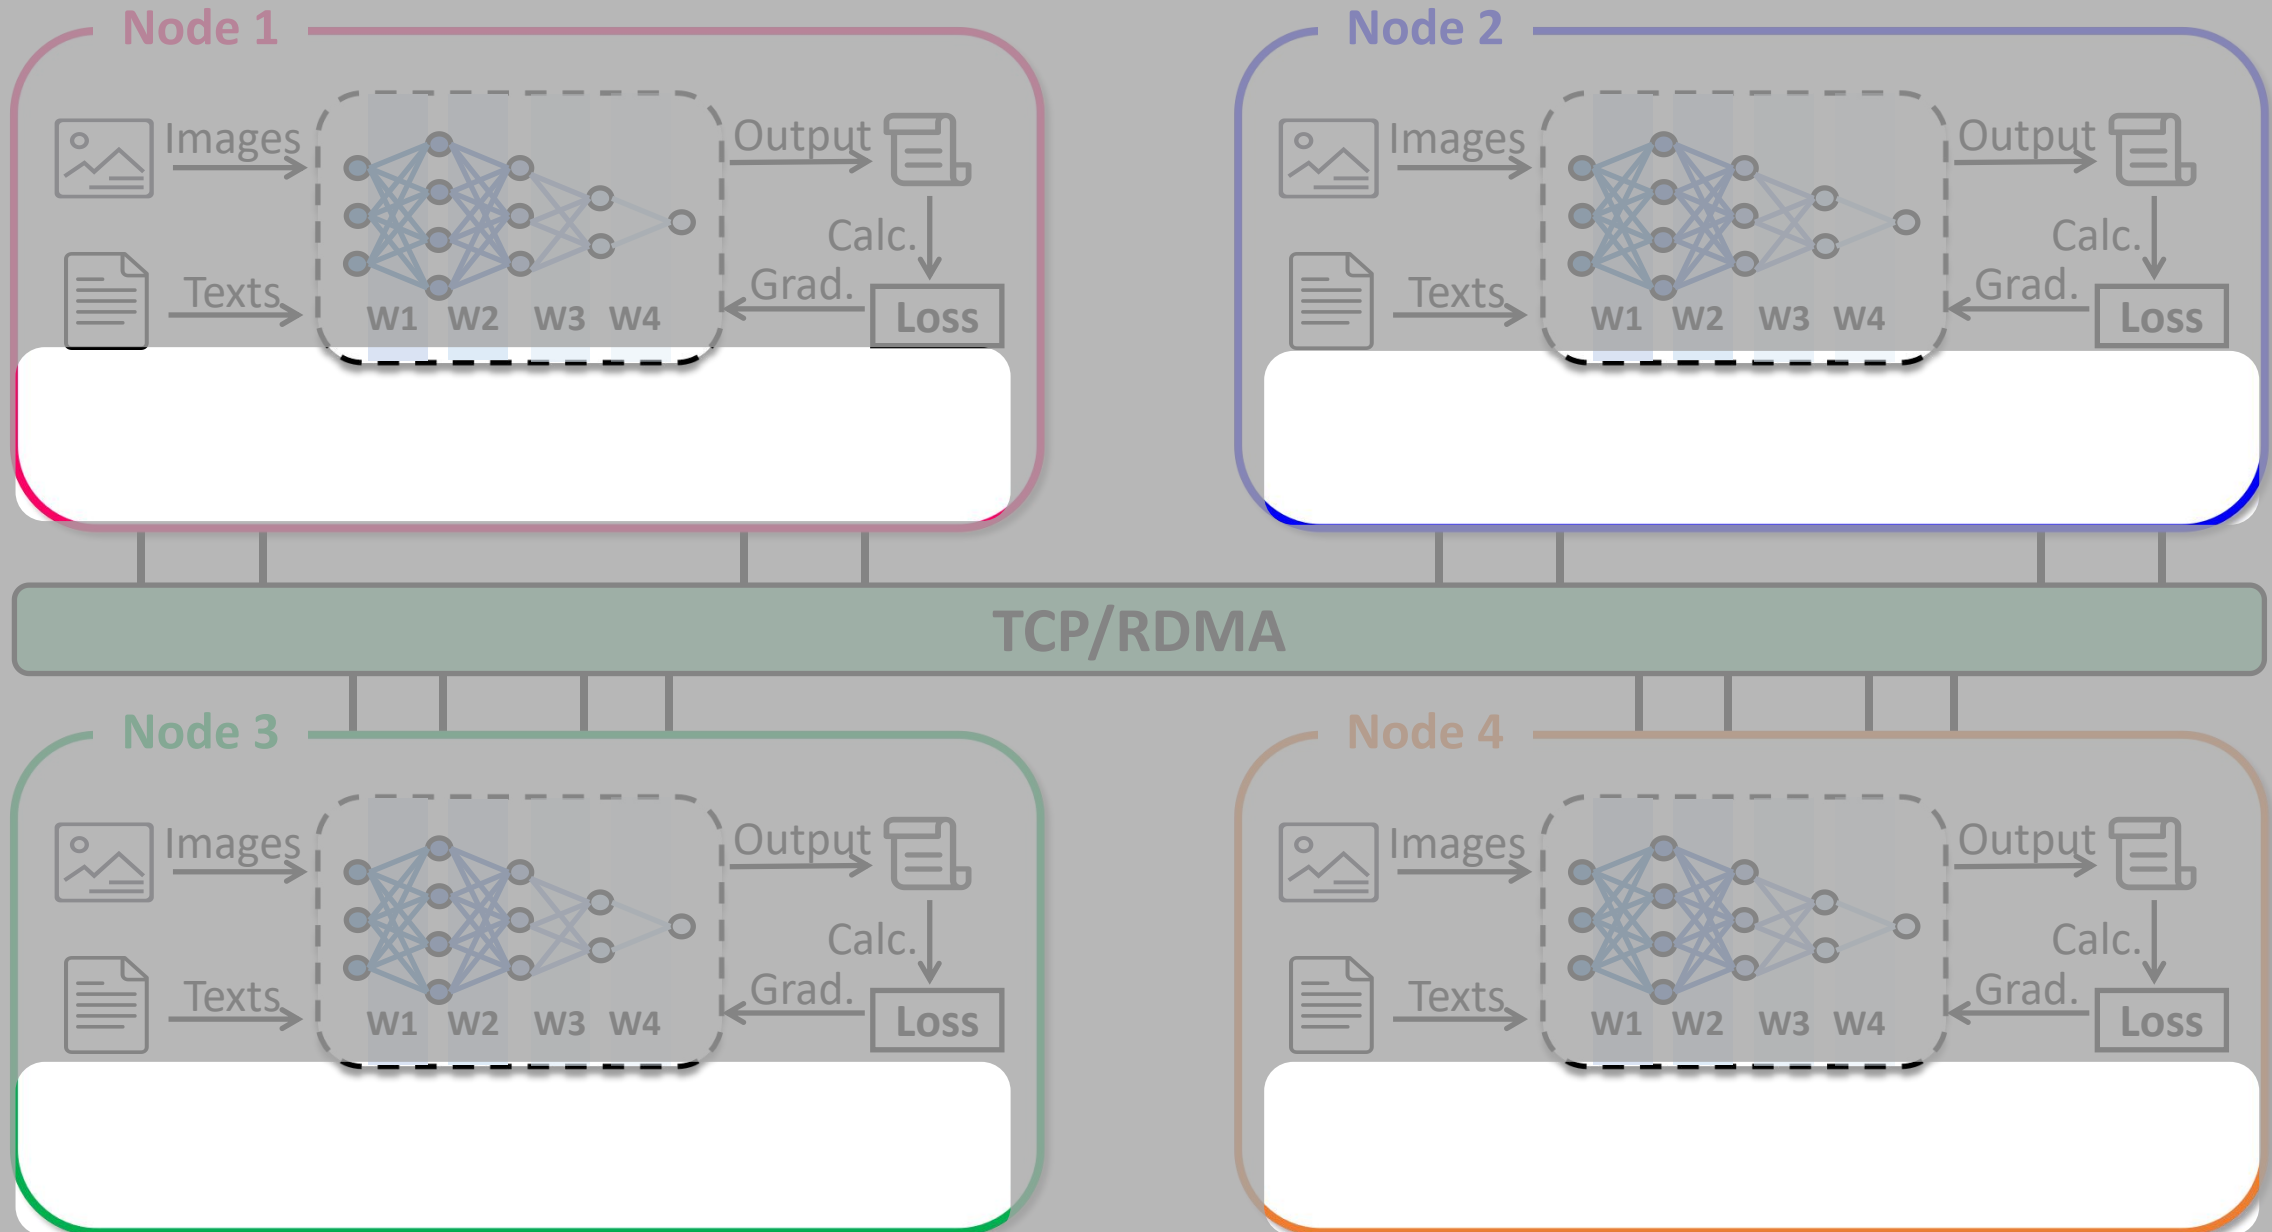 Node 1
Images
Output
Calc.
Texts
Grad.
W1 W2 W3 W4
Loss
Node 2
Images
Output
Calc.
Texts
Grad.
W1 W2 W3 W4
Loss
TCP/RDMA
Node 3
Images
Output
Calc.
Texts
Grad.
W1 W2 W3 W4
Loss
Node 4
Images
Output
Calc.
Texts
Grad.
W1 W2 W3 W4
Loss